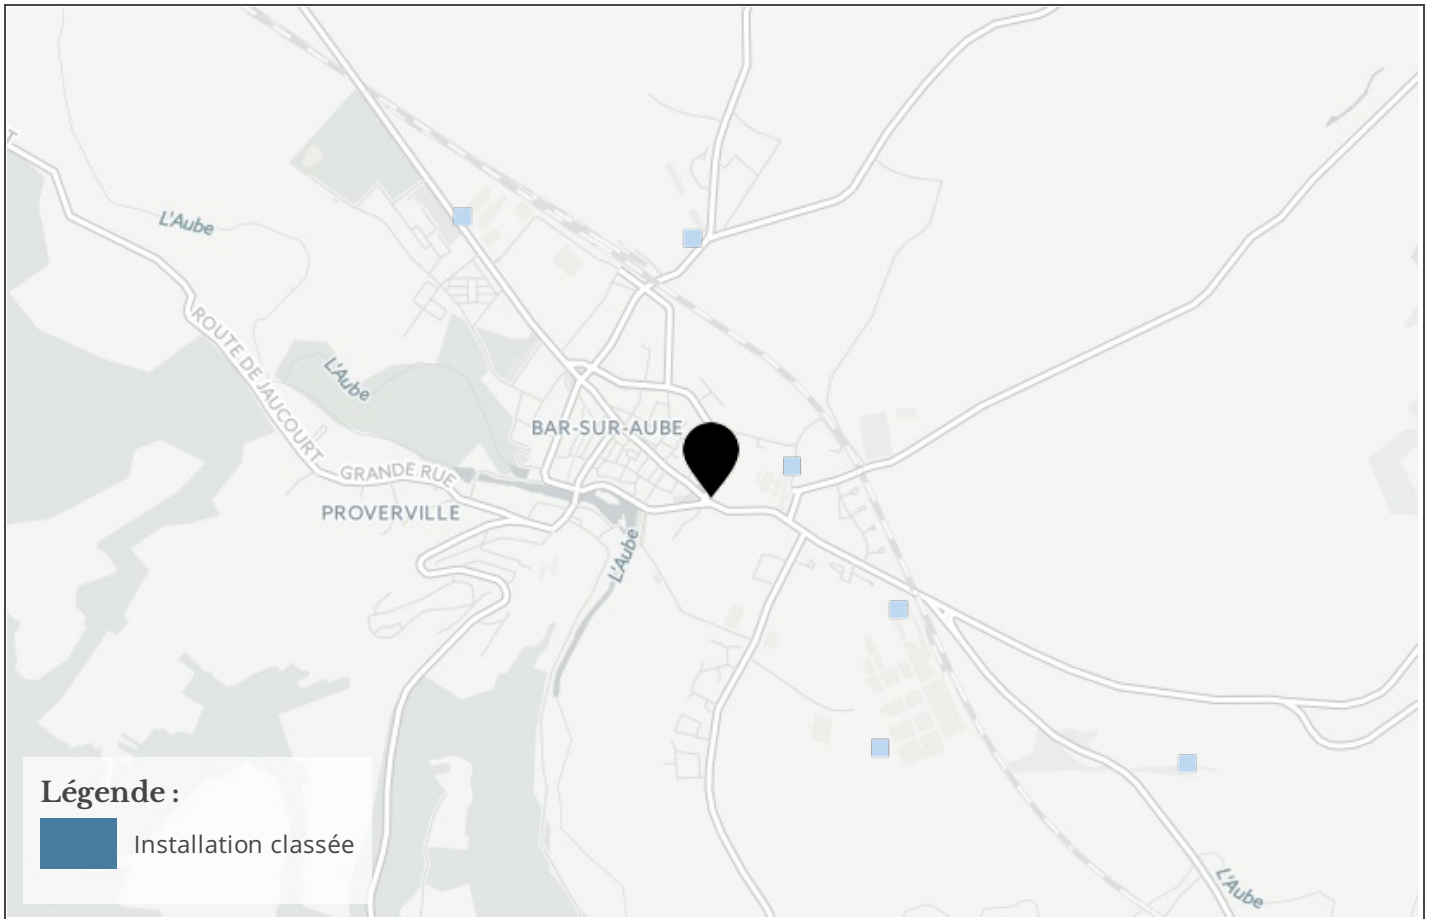 T
L'Aube
ROUTE DE JAUCOURT
L'Aube
BAR-SUR-AUBE
GRANDE RUE
PROVERVILLE
L'Aube
Légende :
Installation classée
L'Aube